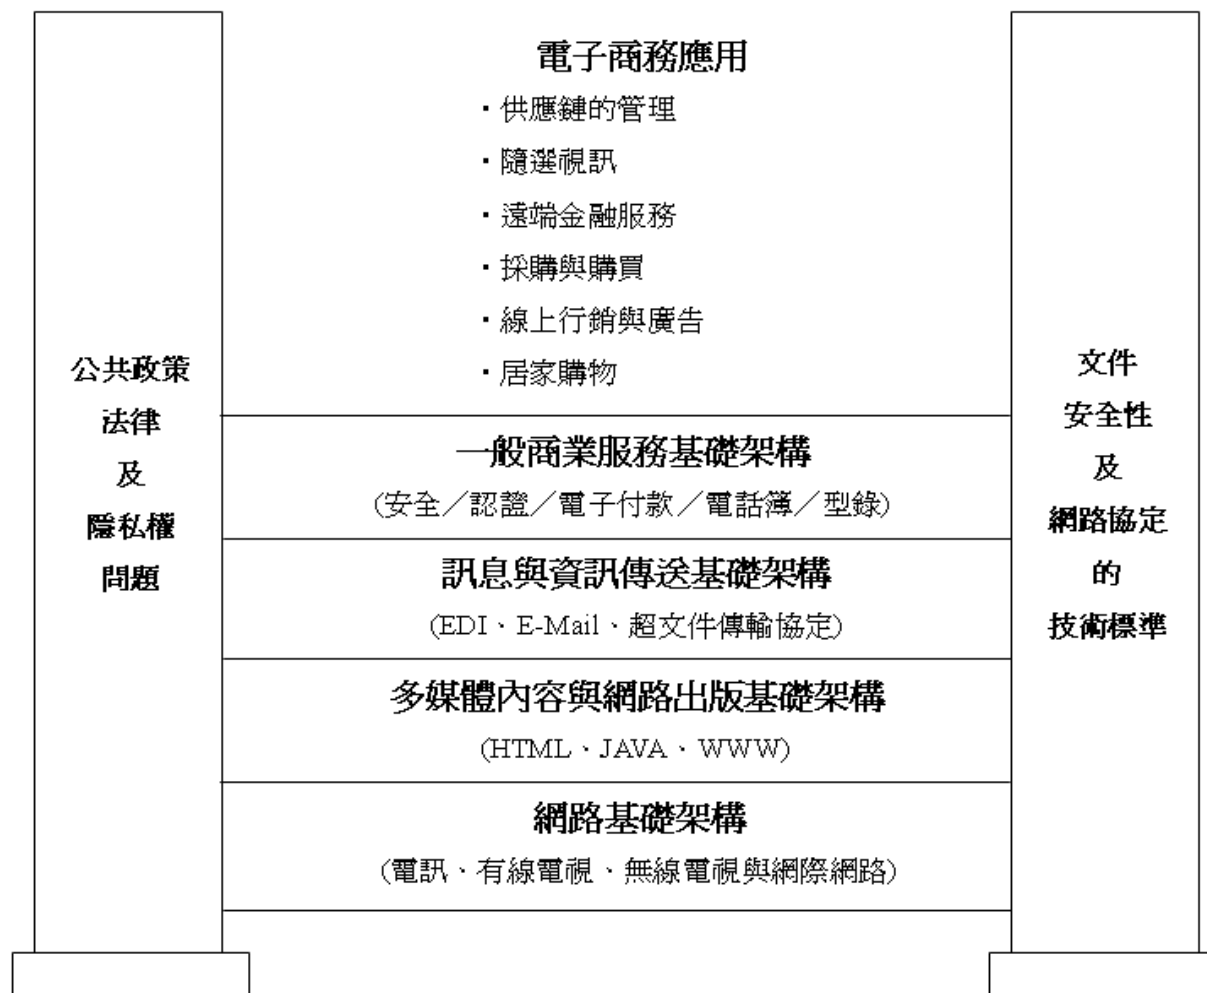 電子商務應用
・供應鏈的管理
・隨選視訊
・遠端金融服務
・採購與購買
・線上行銷與廣告
・居家購物
公共政策
法律
及
隱私權
問題
一般商業服務基礎架構
(安全／認證／電子付款／電話簿／型錄)
訊息與資訊傳送基礎架構
(EDI、E-Mail、超文件傳輸協定)
多媒體內容與網路出版基礎架構
(HTML、JAVA、WWW)
網路基礎架構
(電訊、有線電視、無線電視與網際網路)
文件
安全性
及
網路協定
的
技術標準